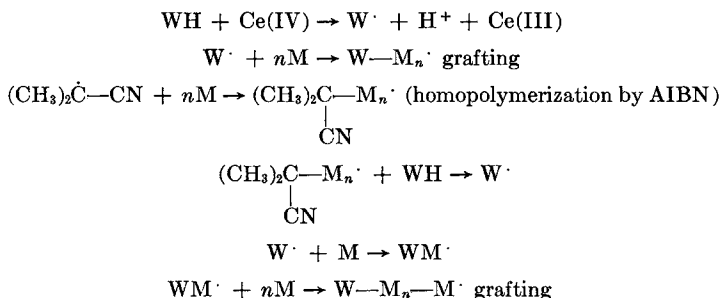 WH + Ce(IV) → W· + H⁺ + Ce(III)
W· + nM → W—Mₙ· grafting
(CH₃)₂Ċ—CN + nM → (CH₃)₂C—Mₙ· (homopolymerization by AIBN)
CN
(CH₃)₂C—Mₙ· + WH → W·
CN
W· + M → WM·
WM· + nM → W—Mₙ—M· grafting